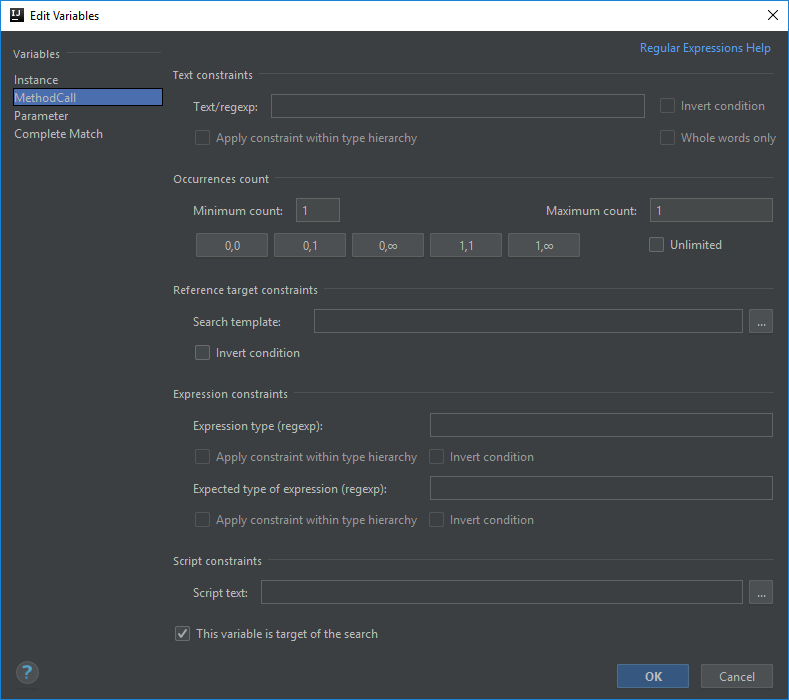 IJ Edit Variables
Regular Expressions Help
Variables
Instance
MethodCall
Parameter
Complete Match
Text constraints
Text/regexp:
Invert condition
Apply constraint within type hierarchy
Whole words only
Occurrences count
Minimum count: 1
Maximum count: 1
0,0 0,1 0,∞ 1,1 1,∞
Unlimited
Reference target constraints
Search template: ...
Invert condition
Expression constraints
Expression type (regexp):
Apply constraint within type hierarchy Invert condition
Expected type of expression (regexp):
Apply constraint within type hierarchy Invert condition
Script constraints
Script text: ...
This variable is target of the search
?
OK Cancel